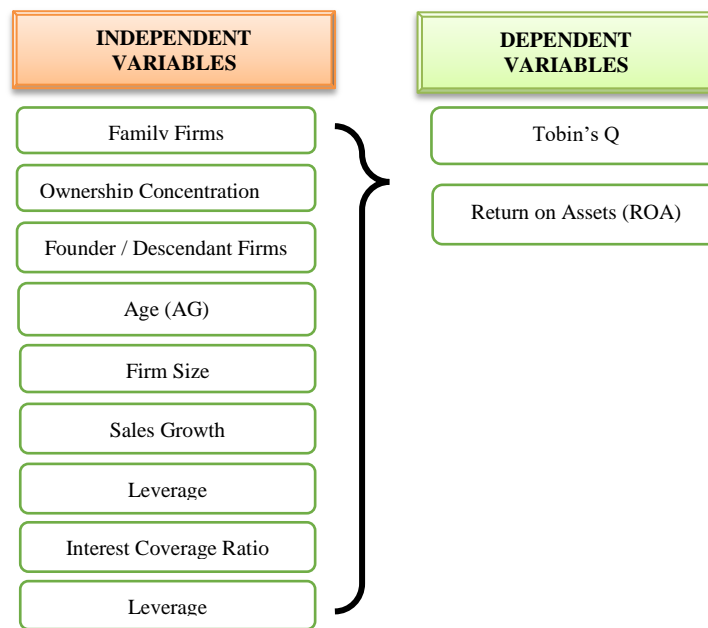 INDEPENDENT
VARIABLES
Family Firms
Ownership Concentration
Founder / Descendant Firms
Age (AG)
Firm Size
Sales Growth
Leverage
Interest Coverage Ratio
Leverage
DEPENDENT
VARIABLES
Tobin’s Q
Return on Assets (ROA)